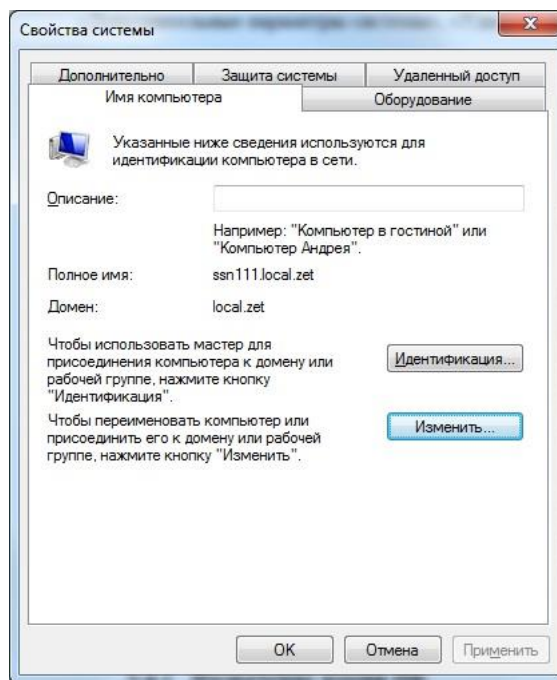 Свойства системы
Дополнительно
Защита системы
Удаленный доступ
Имя компьютера
Оборудование
Указанные ниже сведения используются для
идентификации компьютера в сети.
Описание:
Например: "Компьютер в гостиной" или
"Компьютер Андрея".
Полное имя:
ssn111.local.zet
Домен:
local.zet
Чтобы использовать мастер для
присоединения компьютера к домену или
рабочей группе, нажмите кнопку
"Идентификация".
Идентификация...
Чтобы переименовать компьютер или
присоединить его к домену или рабочей
группе, нажмите кнопку "Изменить".
Изменить...
OK
Отмена
Применить